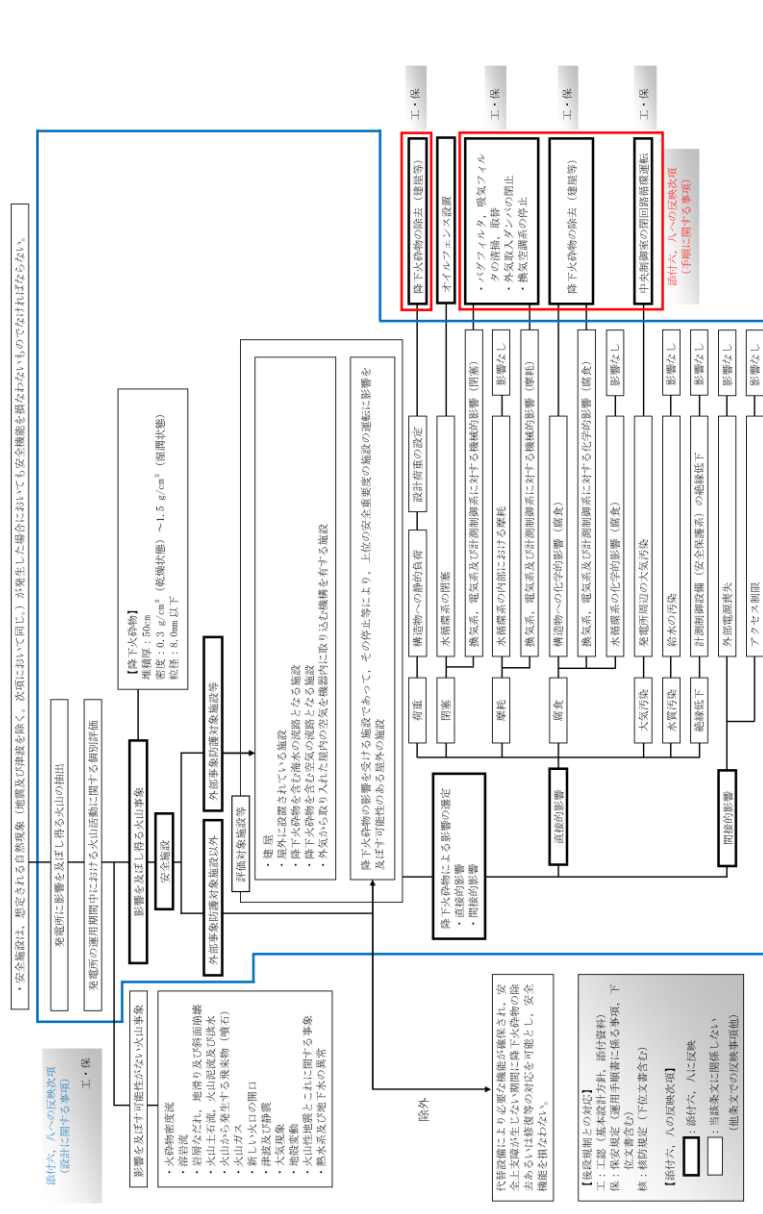 ・安全施設は，想定される自然現象（地震及び津波を除く。次項において同じ。）が発生した場合においても安全機能を損なわないものでなければならない。
添付六，八への反映次項
（設計に関する事項）
工・保
発電所に影響を及ぼし得る火山の抽出
発電所の運用期間中における火山活動に関する個別評価
影響を及ぼす可能性がない火山事象
・火砕物密度流
・溶岩流
・岩屑なだれ，地滑り及び斜面崩壊
・火山土石流，火山泥流及び洪水
・火山から発生する飛来物（噴石）
・火山ガス
・新しい火口の開口
・津波及び静震
・大気現象
・地殻変動
・火山性地震とこれに関する事象
・熱水系及び地下水の異常
影響を及ぼし得る火山事象
【降下火砕物】
堆積厚：50cm
密度：0.3 g/cm³（乾燥状態）～1.5 g/cm³（湿潤状態）
粒径：8.0mm 以下
安全施設
外部事象防護対象施設以外
外部事象防護対象施設等
評価対象施設等
・建屋
・屋外に設置されている施設
・降下火砕物を含む海水の流路となる施設
・降下火砕物を含む空気の流路となる施設
・外気から取り入れた屋内の空気を機器内に取り込む機構を有する施設
降下火砕物の影響を受ける施設であって，その停止等により，上位の安全重要度の施設の運転に影響を
及ぼす可能性のある屋外の施設
除外
代替設備により必要な機能が確保され，安
全上支障が生じない期間に降下火砕物の除
去あるいは修復等の対応を可能とし，安全
機能を損なわない。
降下火砕物による影響の選定
・直接的影響
・間接的影響
直接的影響
間接的影響
荷重
構造物への静的負荷
設計荷重の設定
降下火砕物の除去（建屋等）
工・保
閉塞
水循環系の閉塞
オイルフェンス設置
換気系，電気系及び計測制御系に対する機械的影響（閉塞）
・バグフィルタ，吸気フィル
タの清掃，取替
・外気取入ダンパの閉止
・換気空調系の停止
工・保
摩耗
水循環系の内部における摩耗
影響なし
換気系，電気系及び計測制御系に対する機械的影響（摩耗）
腐食
構造物への化学的影響（腐食）
降下火砕物の除去（建屋等）
工・保
換気系，電気系及び計測制御系に対する化学的影響（腐食）
水循環系の化学的影響（腐食）
影響なし
大気汚染
発電所周辺の大気汚染
中央制御室の閉回路循環運転
工・保
水質汚染
給水の汚染
影響なし
絶縁低下
計測制御設備（安全保護系）の絶縁低下
影響なし
外部電源喪失
影響なし
アクセス制限
影響なし
添付六，八への反映次項
（手順に関する事項）
【後段規制との対応】
工：工認（基本設計方針，添付資料）
保：保安規定（運用手順書に係る事項，下
位文書含む）
核：核防規定（下位文書含む）
【添付六，八の反映次項】
：添付六，八に反映
：当該条文に関係しない
（他条文での反映事項他）